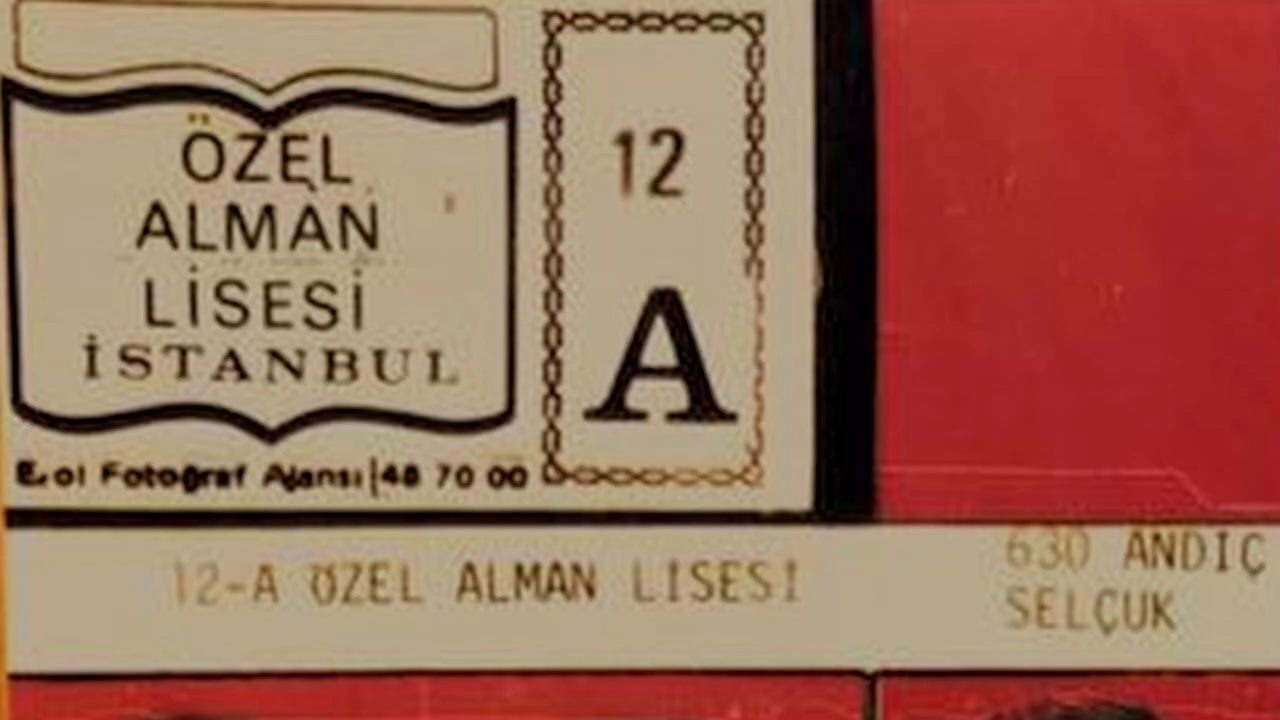 ÖZEL
ALMAN
LİSESİ
İSTANBUL
12
A
Fotoğraf Ajansı 48 70 00
12-A ÖZEL ALMAN LİSESİ
630 ANDIÇ
SELÇUK